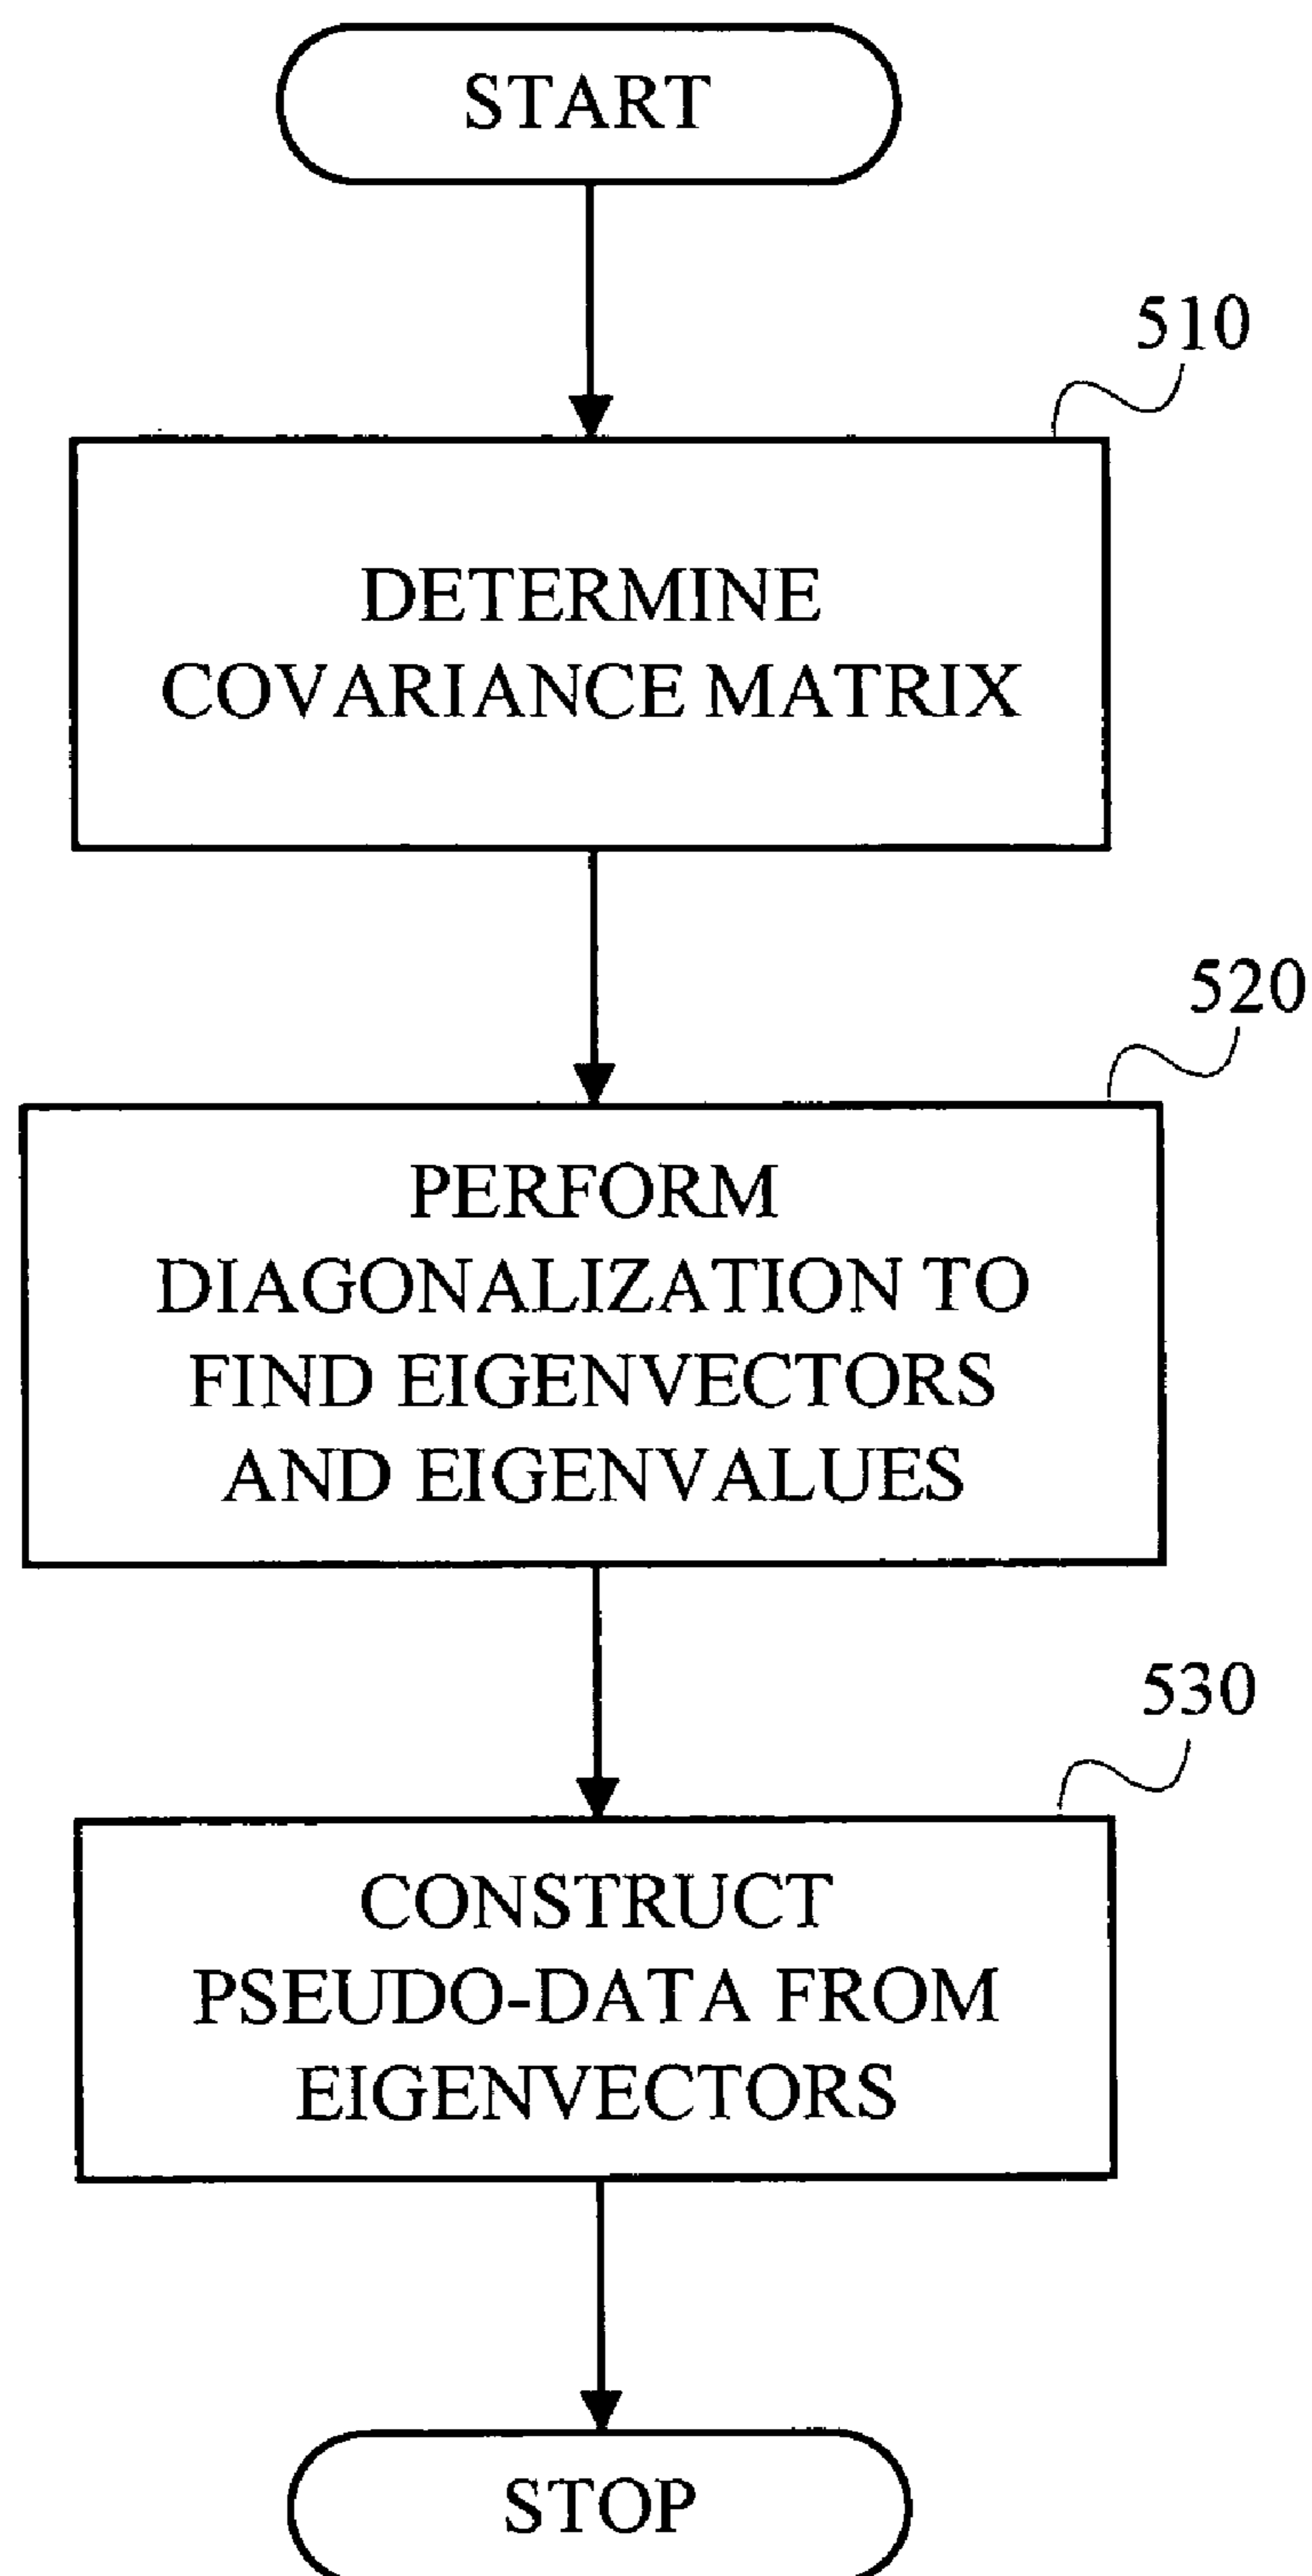 START
510
DETERMINE
COVARIANCE MATRIX
520
PERFORM
DIAGONALIZATION TO
FIND EIGENVECTORS
AND EIGENVALUES
530
CONSTRUCT
PSEUDO-DATA FROM
EIGENVECTORS
STOP